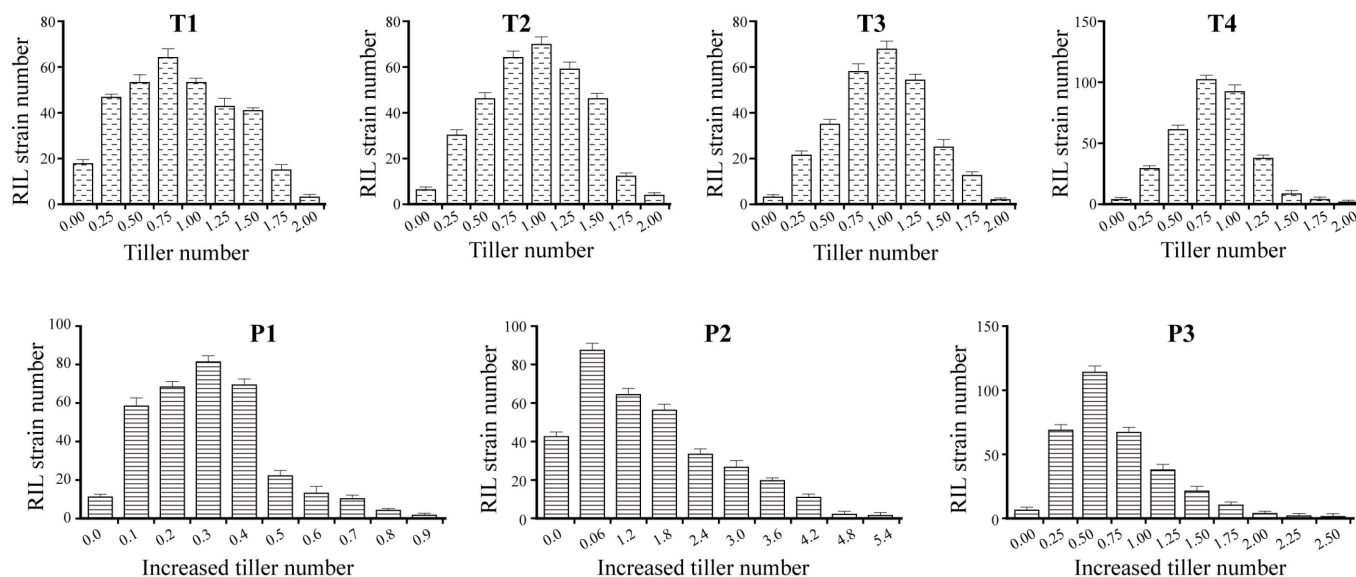 T1
RIL strain number
80
60
40
20
0
0.00 0.25 0.50 0.75 1.00 1.25 1.50 1.75 2.00
Tiller number
T2
RIL strain number
80
60
40
20
0
0.00 0.25 0.50 0.75 1.00 1.25 1.50 1.75 2.00
Tiller number
T3
RIL strain number
80
60
40
20
0
0.00 0.25 0.50 0.75 1.00 1.25 1.50 1.75 2.00
Tiller number
T4
RIL strain number
150
100
50
0
0.00 0.25 0.50 0.75 1.00 1.25 1.50 1.75 2.00
Tiller number
P1
RIL strain number
100
80
60
40
20
0
0.0 0.1 0.2 0.3 0.4 0.5 0.6 0.7 0.8 0.9
Increased tiller number
P2
RIL strain number
100
80
60
40
20
0
0.0 0.06 1.2 1.8 2.4 3.0 3.6 4.2 4.8 5.4
Increased tiller number
P3
RIL strain number
150
100
50
0
0.00 0.25 0.50 0.75 1.00 1.25 1.50 1.75 2.00 2.25 2.50
Increased tiller number